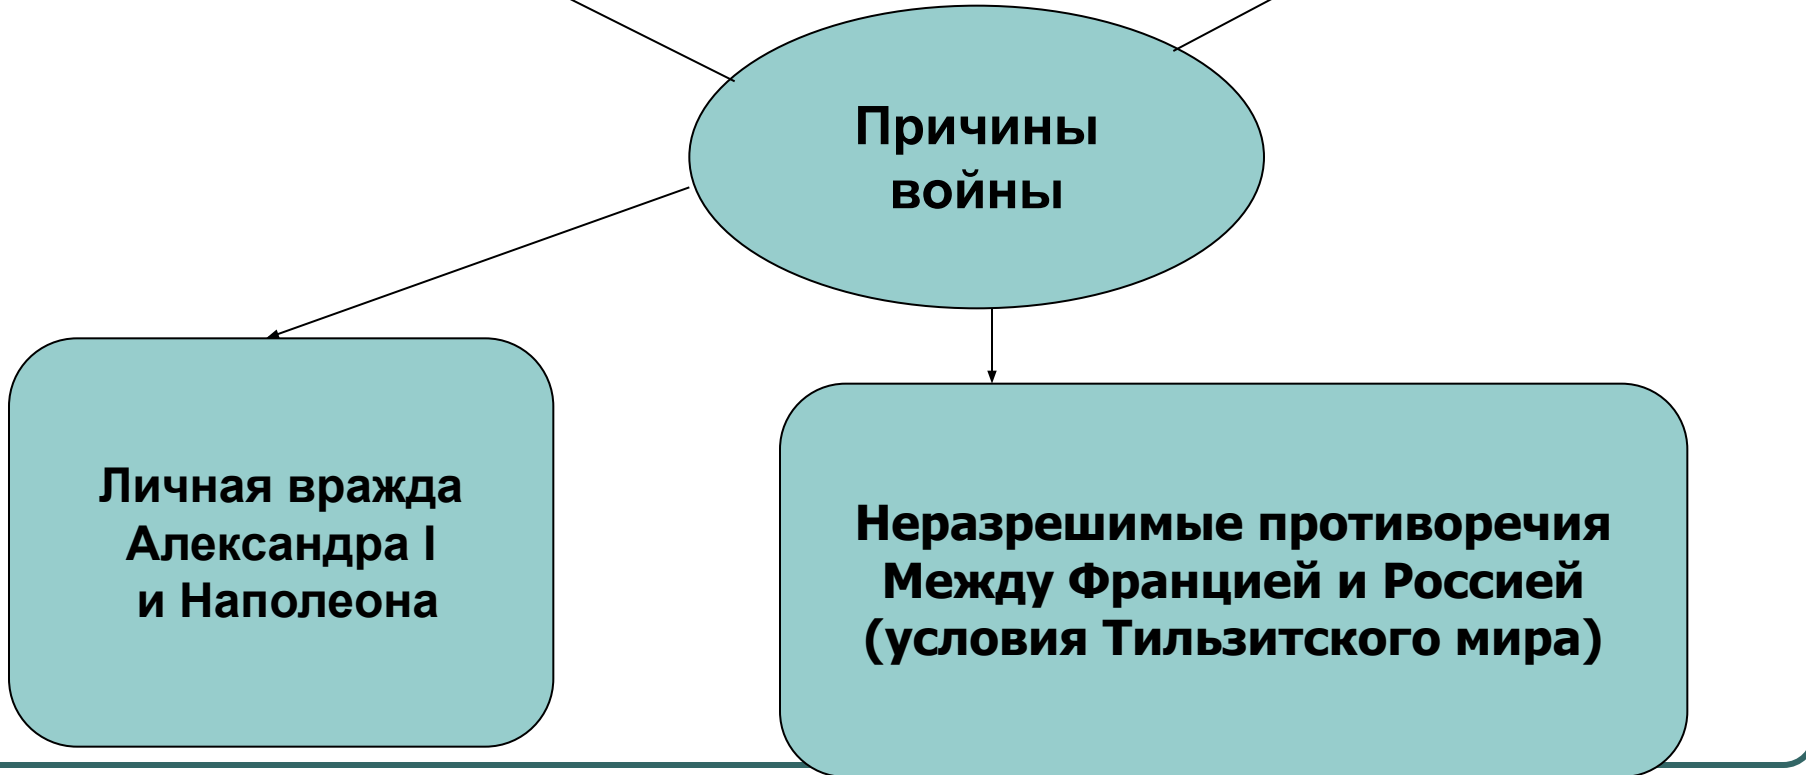 Причины
войны
Личная вражда
Александра I
и Наполеона
Неразрешимые противоречия
Между Францией и Россией
(условия Тильзитского мира)